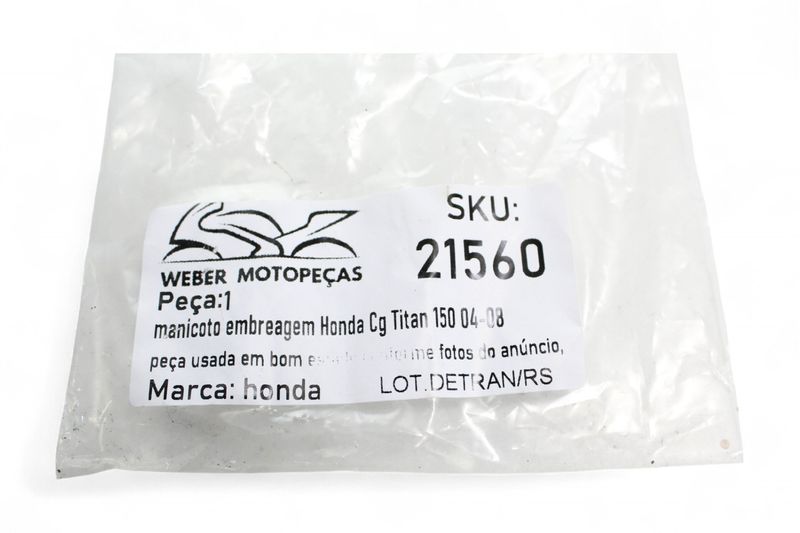 WEBER MOTOPEÇAS
SKU:
21560
Peça:1
manicoto embreagem Honda Cg Titan 150 04-08
peça usada em bom fotos do anúncio,
Marca: honda
LOT.DETRAN/RS